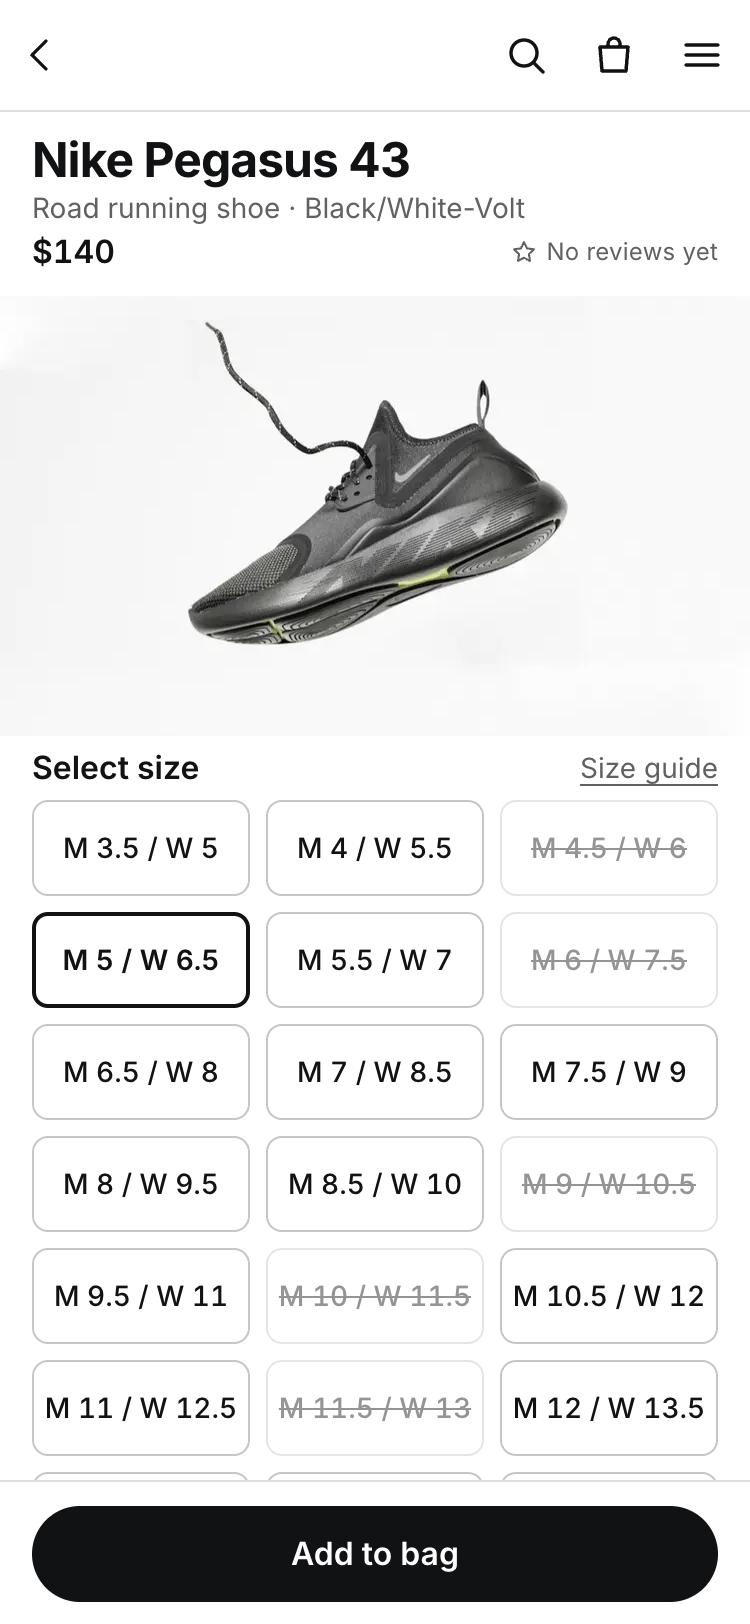 Nike Pegasus 43
Road running shoe · Black/White-Volt
$140
No reviews yet
Select size
Size guide
M 3.5 / W 5
M 4 / W 5.5
M 4.5 / W 6
M 5 / W 6.5
M 5.5 / W 7
M 6 / W 7.5
M 6.5 / W 8
M 7 / W 8.5
M 7.5 / W 9
M 8 / W 9.5
M 8.5 / W 10
M 9 / W 10.5
M 9.5 / W 11
M 10 / W 11.5
M 10.5 / W 12
M 11 / W 12.5
M 11.5 / W 13
M 12 / W 13.5
Add to bag